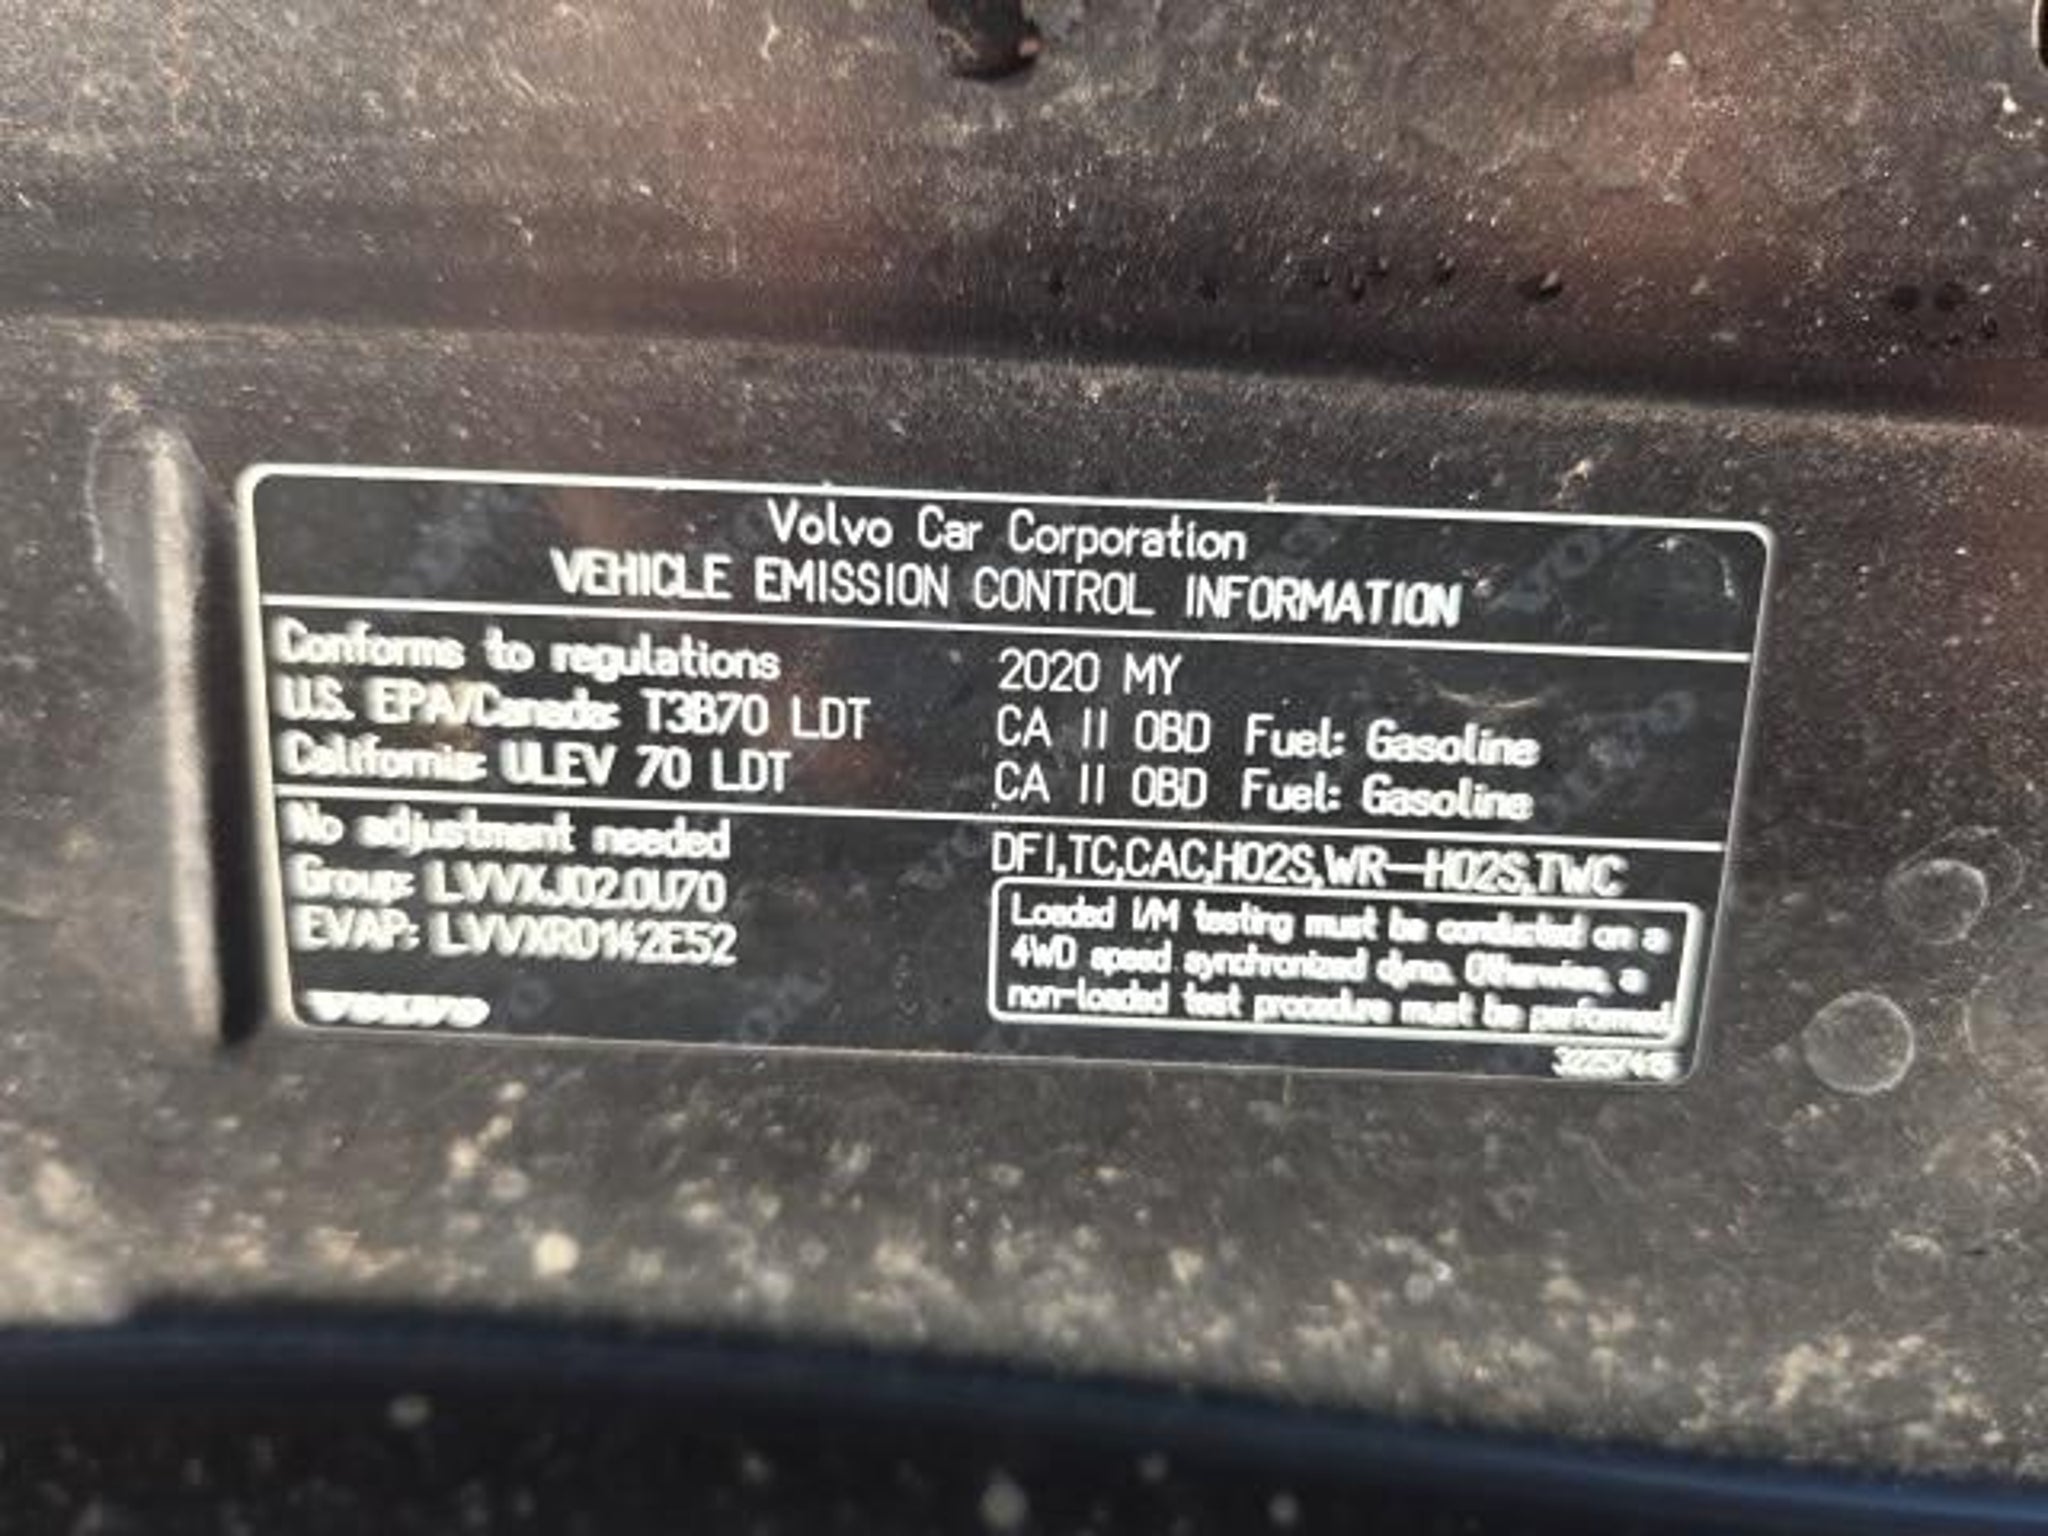 Volvo Car Corporation
VEHICLE EMISSION CONTROL INFORMATION
Conforms to regulations 2020 MY
U.S. EPA/Canada: T3B70 LDT CA II OBD Fuel: Gasoline
California: ULEV 70 LDT CA II OBD Fuel: Gasoline
No adjustment needed
Group: LVVXJ02.0U70
EVAP: LVVXR0142E52
VOLVO
DFI,TC,CAC,HO2S,WR-HO2S,TWC
Loaded I/M testing must be conducted on a
4WD speed synchronized dyno. Otherwise, a
non-loaded test procedure must be performed